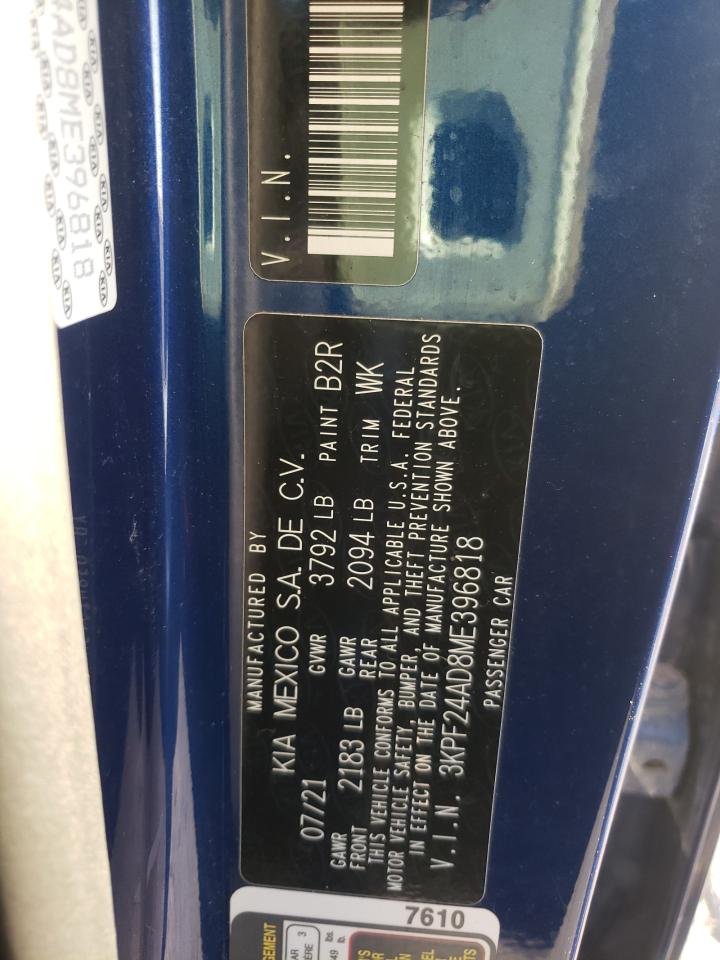 4AD8ME396818
V.I.N.
MANUFACTURED BY
KIA MEXICO S.A. DE C.V.
07/21 GVWR 3792 LB PAINT B2R
GAWR FRONT 2183 LB GAWR REAR 2094 LB TRIM WK
THIS VEHICLE CONFORMS TO ALL APPLICABLE U.S.A. FEDERAL
MOTOR VEHICLE SAFETY, BUMPER, AND THEFT PREVENTION STANDARDS
IN EFFECT ON THE DATE OF MANUFACTURE SHOWN ABOVE.
V.I.N. 3KPF24AD8ME396818
PASSENGER CAR
7610